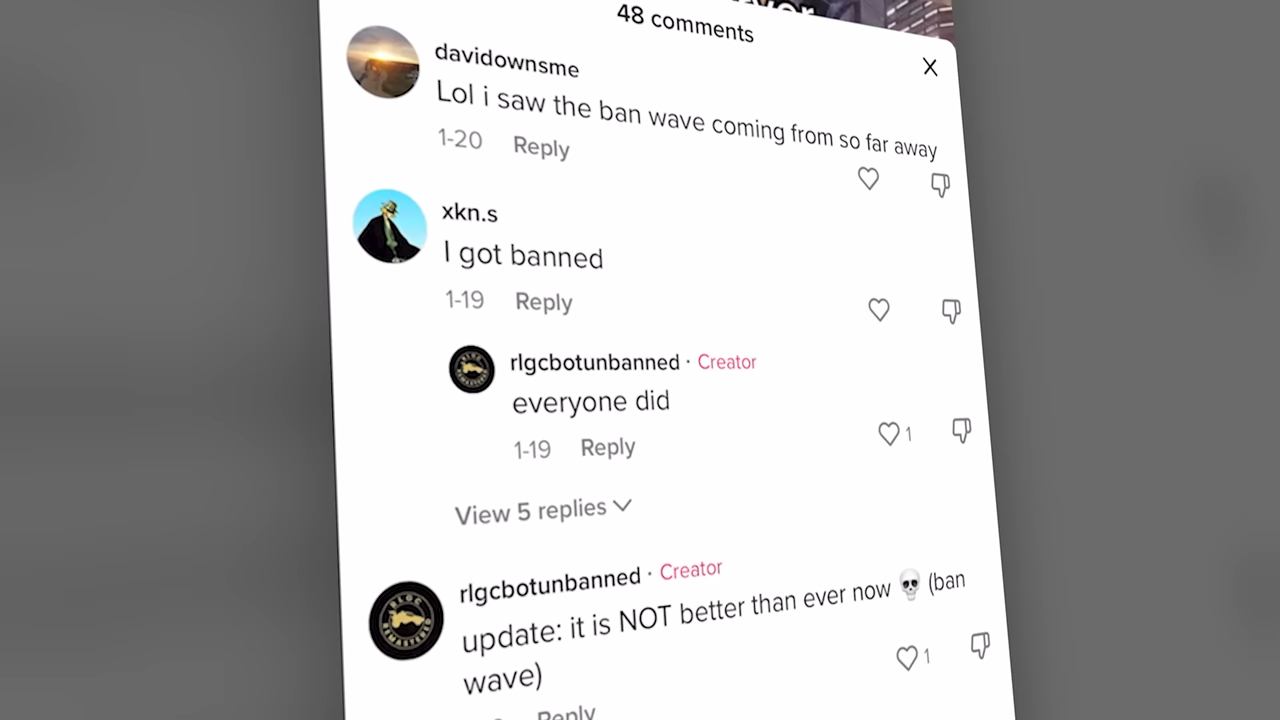 48 comments
X
davidownsme
Lol i saw the ban wave coming from so far away
1-20 Reply
xkn.s
I got banned
1-19 Reply
rlgcbotunbanned · Creator
everyone did
1-19 Reply
1
View 5 replies
rlgcbotunbanned · Creator
update: it is NOT better than ever now 💀 (ban
wave)
1
Reply